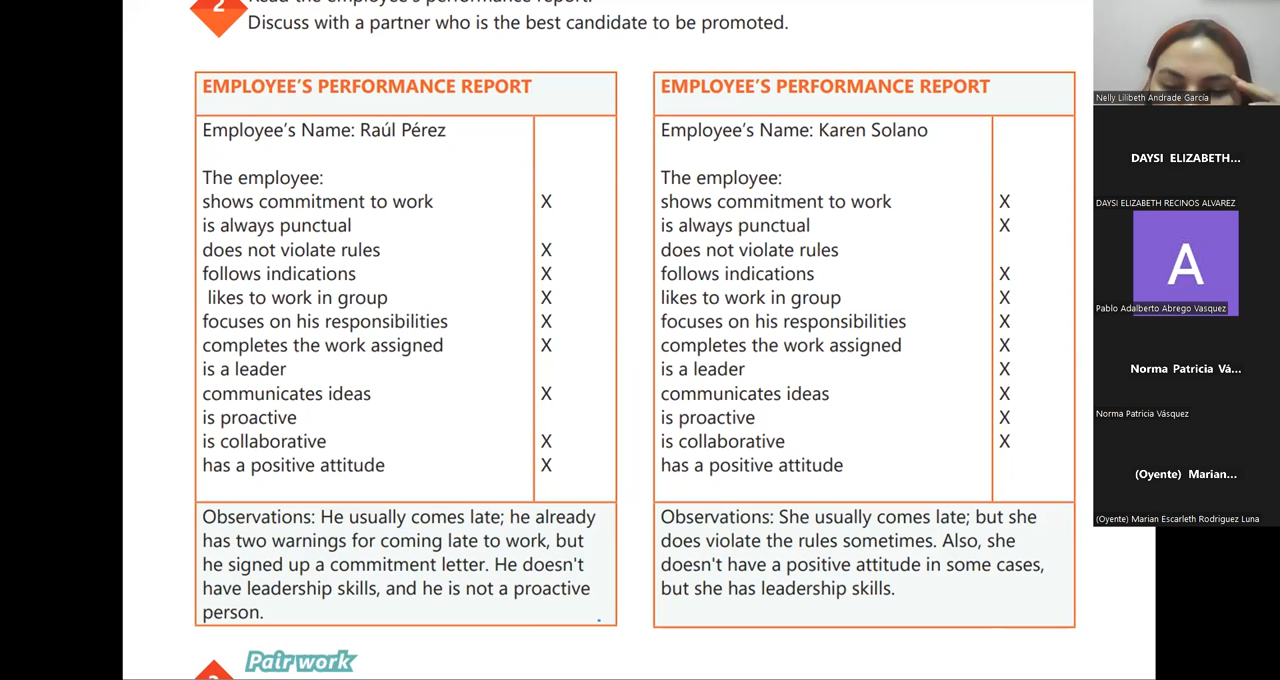 2
Read the employee's performance report.
Discuss with a partner who is the best candidate to be promoted.
EMPLOYEE'S PERFORMANCE REPORT
Employee's Name: Raúl Pérez
The employee:
shows commitment to work X
is always punctual
does not violate rules X
follows indications X
likes to work in group X
focuses on his responsibilities X
completes the work assigned X
is a leader
communicates ideas X
is proactive
is collaborative X
has a positive attitude X
Observations: He usually comes late; he already
has two warnings for coming late to work, but
he signed up a commitment letter. He doesn't
have leadership skills, and he is not a proactive
person.
EMPLOYEE'S PERFORMANCE REPORT
Employee's Name: Karen Solano
The employee:
shows commitment to work X
is always punctual X
does not violate rules
follows indications X
likes to work in group X
focuses on his responsibilities X
completes the work assigned X
is a leader X
communicates ideas X
is proactive X
is collaborative X
has a positive attitude
Observations: She usually comes late; but she
does violate the rules sometimes. Also, she
doesn't have a positive attitude in some cases,
but she has leadership skills.
Pair work
Nelly Lilibeth Andrade García
DAYSI ELIZABETH...
DAYSI ELIZABETH RECINOS ALVAREZ
A
Pablo Adalberto Abrego Vasquez
Norma Patricia Vá...
Norma Patricia Vásquez
(Oyente) Marian...
(Oyente) Marian Escarleth Rodriguez Luna